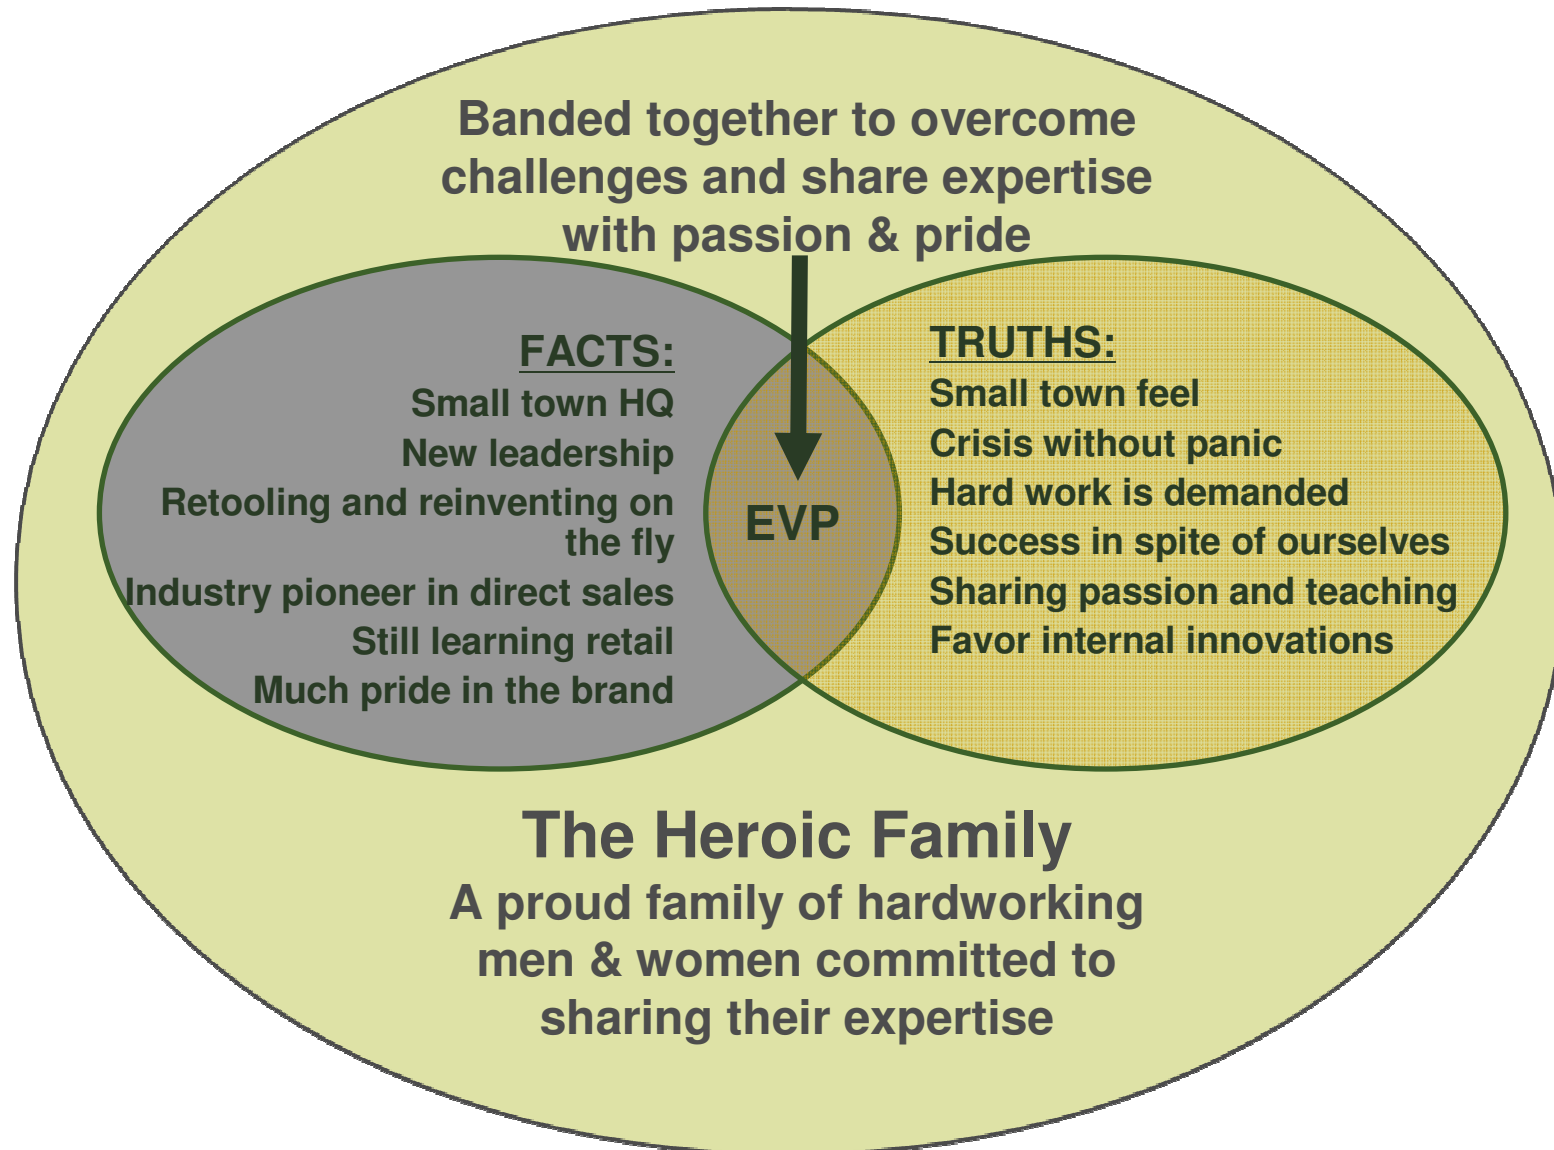 Banded together to overcome
challenges and share expertise
with passion & pride
FACTS:
Small town HQ
New leadership
Retooling and reinventing on
the fly
Industry pioneer in direct sales
Still learning retail
Much pride in the brand
EVP
TRUTHS:
Small town feel
Crisis without panic
Hard work is demanded
Success in spite of ourselves
Sharing passion and teaching
Favor internal innovations
The Heroic Family
A proud family of hardworking
men & women committed to
sharing their expertise